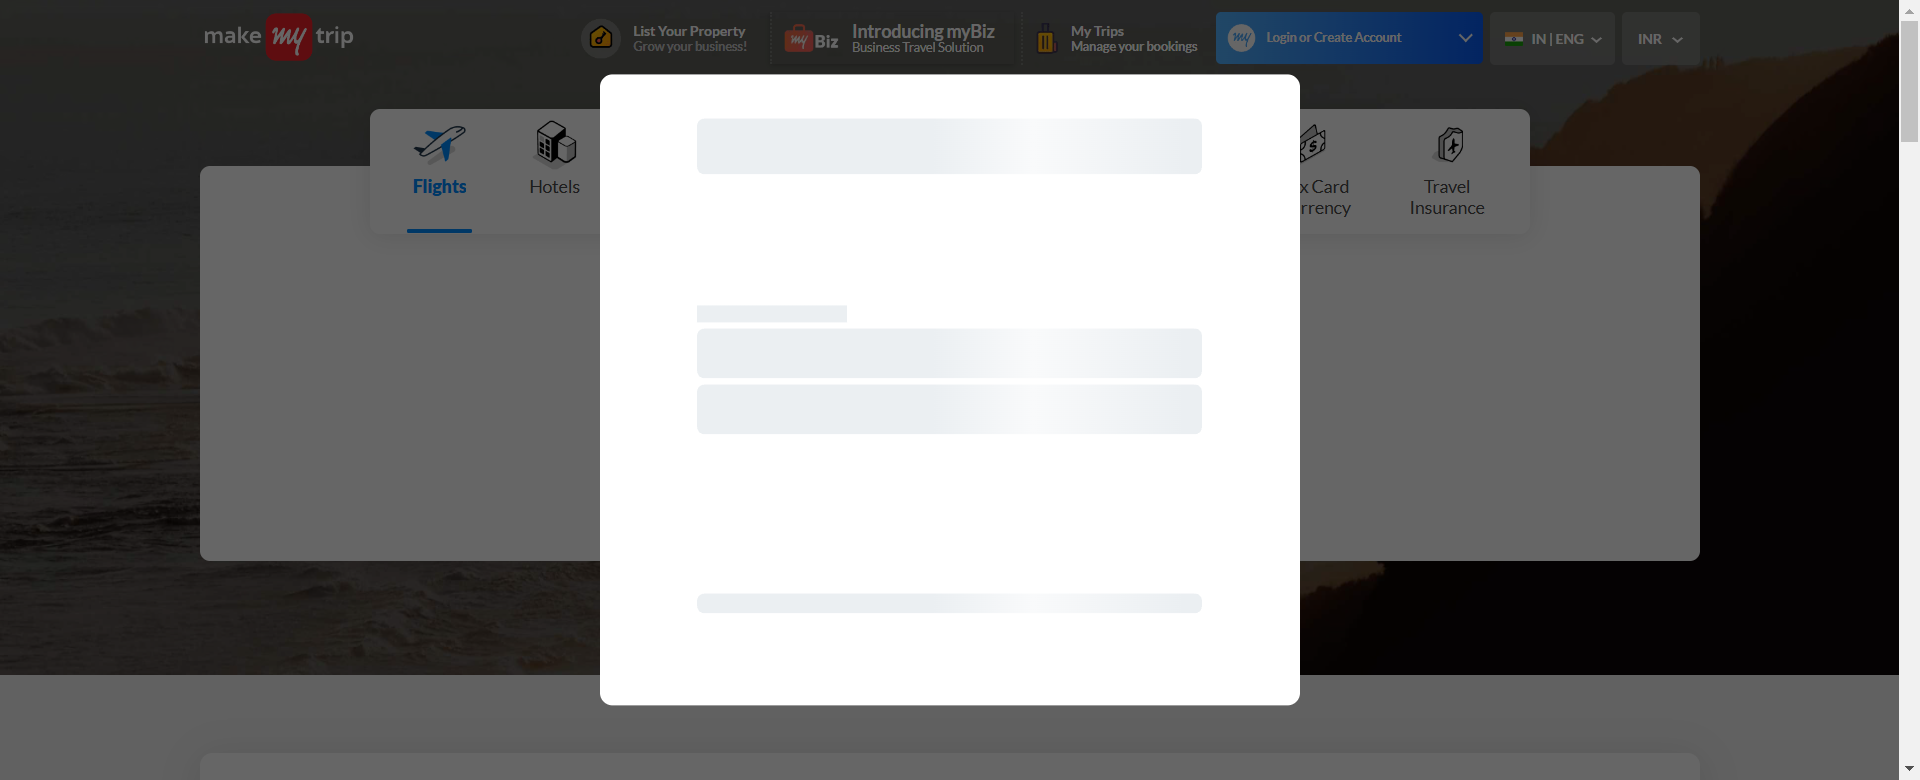 make my trip
List Your Property
Grow your business!
my Biz
Introducing myBiz
Business Travel Solution
My Trips
Manage your bookings
my
Login or Create Account
IN | ENG
INR
Flights
Hotels
x Card
rrency
Travel
Insurance